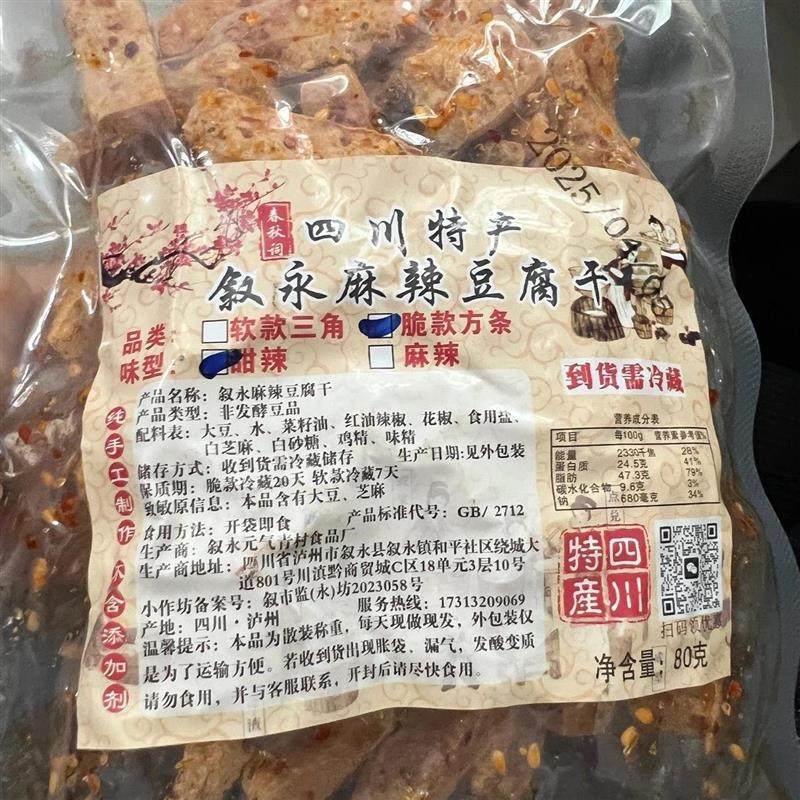 2025/0
春秋词
四川特产
叙永麻辣豆腐干
品类: 软款三角 脆款方条
味型: 甜辣 麻辣
到货需冷藏
纯手工制作 不含添加剂
产品名称: 叙永麻辣豆腐干
产品类型: 非发酵豆品
配料表: 大豆、水、菜籽油、红油辣椒、花椒、食用盐、
白芝麻、白砂糖、鸡精、味精
储存方式: 收到货需冷藏储存 生产日期:见外包装
保质期: 脆款冷藏20天 软款冷藏7天
致敏原信息: 本品含有大豆、芝麻
食用方法: 开袋即食 产品标准代号: GB/ 2712
生产商: 叙永元气青村食品厂
生产商地址: 四川省泸州市叙永县叙永镇和平社区绕城大
道801号川滇黔商贸城C区18单元3层10号
小作坊备案号: 叙市监(水)坊2023058号
产地: 四川·泸州 服务热线: 17313209069
温馨提示: 本品为散装称重, 每天现做现发, 外包装仅
是为了运输方便。若收到货出现胀袋、漏气, 发酸变质
请勿食用, 并与客服联系, 开封后请尽快食用。
营养成分表
项目 每100g 营养素参考值%
能量 2330千焦 28%
蛋白质 24.5克 41%
脂肪 47.3克 79%
碳水化合物 9.6克 3%
钠 680毫克 34%
四川特产
扫码领优惠
净含量: 80克